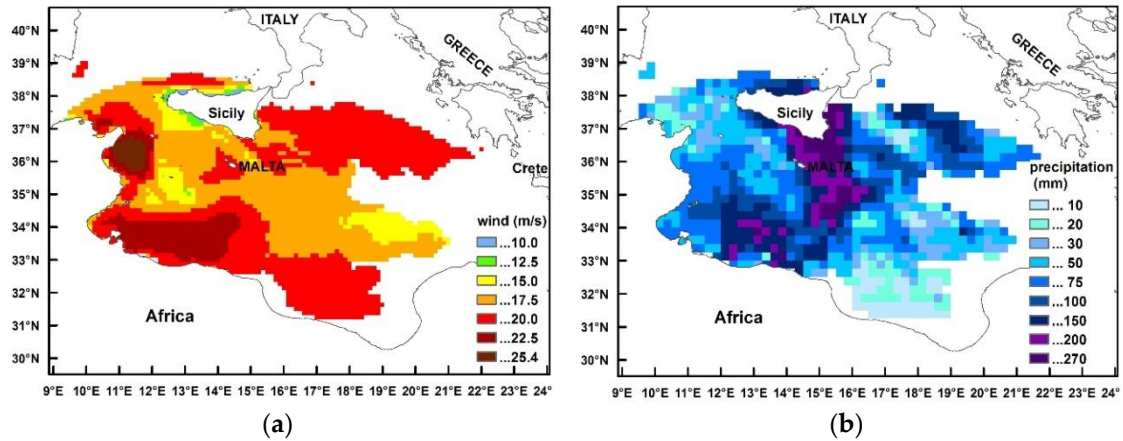 40°N
39°N
38°N
37°N
36°N
35°N
34°N
33°N
32°N
31°N
30°N
ITALY
GREECE
Sicily
MALTA
Crete
Africa
wind (m/s)
...10.0
...12.5
...15.0
...17.5
...20.0
...22.5
...25.4
9°E 10°E 11°E 12°E 13°E 14°E 15°E 16°E 17°E 18°E 19°E 20°E 21°E 22°E 23°E 24°
(a)
40°N
39°N
38°N
37°N
36°N
35°N
34°N
33°N
32°N
31°N
30°N
ITALY
GREECE
Sicily
MALTA
Crete
Africa
precipitation
(mm)
... 10
... 20
... 30
... 50
... 75
... 100
... 150
... 200
... 270
9°E 10°E 11°E 12°E 13°E 14°E 15°E 16°E 17°E 18°E 19°E 20°E 21°E 22°E 23°E 24°E
(b)